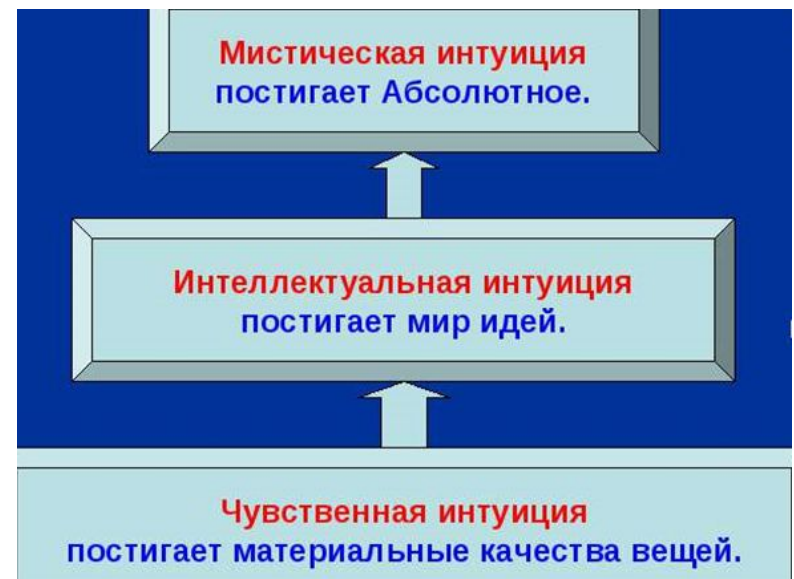 Мистическая интуиция
постигает Абсолютное.
Интеллектуальная интуиция
постигает мир идей.
Чувственная интуиция
постигает материальные качества вещей.